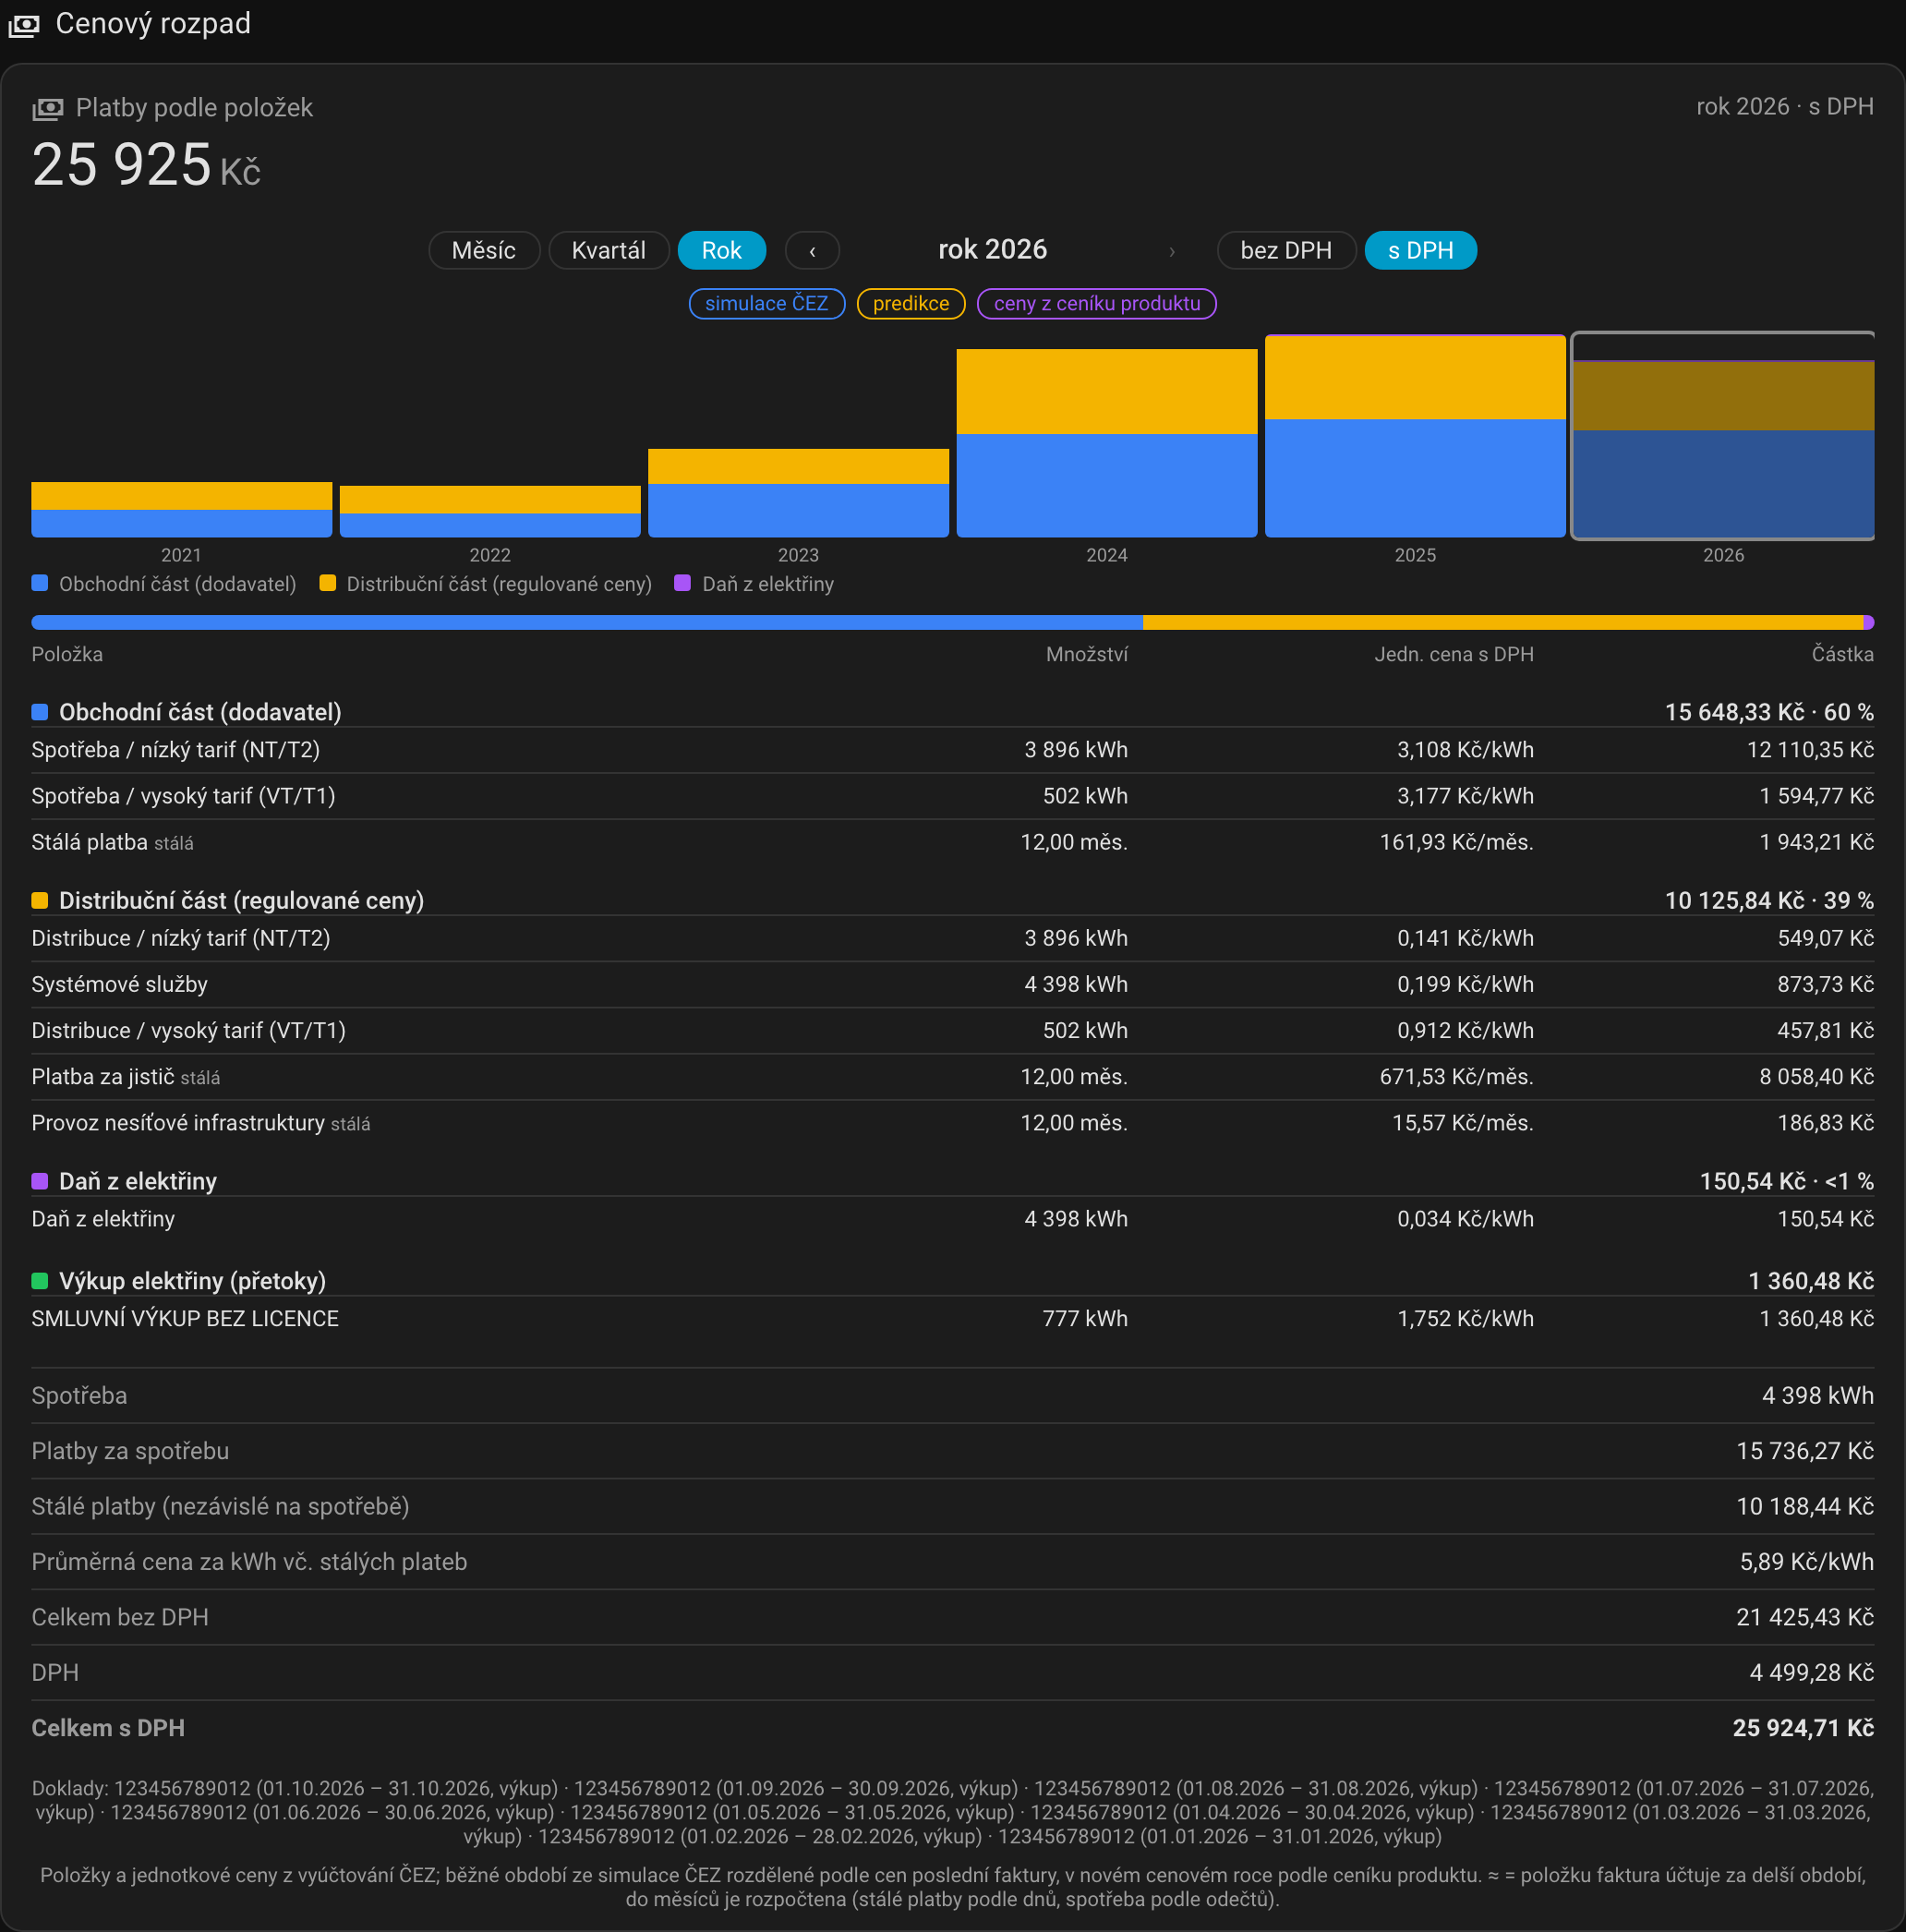 Cenový rozpad
Platby podle položek
rok 2026 · s DPH
25 925 Kč
Měsíc Kvartál Rok ‹ rok 2026 › bez DPH s DPH
simulace ČEZ predikce ceny z ceníku produktu
2021 2022 2023 2024 2025 2026
Obchodní část (dodavatel) Distribuční část (regulované ceny) Daň z elektřiny
Položka Množství Jedn. cena s DPH Částka
Obchodní část (dodavatel) 15 648,33 Kč · 60 %
Spotřeba / nízký tarif (NT/T2) 3 896 kWh 3,108 Kč/kWh 12 110,35 Kč
Spotřeba / vysoký tarif (VT/T1) 502 kWh 3,177 Kč/kWh 1 594,77 Kč
Stálá platba stálá 12,00 měs. 161,93 Kč/měs. 1 943,21 Kč
Distribuční část (regulované ceny) 10 125,84 Kč · 39 %
Distribuce / nízký tarif (NT/T2) 3 896 kWh 0,141 Kč/kWh 549,07 Kč
Systémové služby 4 398 kWh 0,199 Kč/kWh 873,73 Kč
Distribuce / vysoký tarif (VT/T1) 502 kWh 0,912 Kč/kWh 457,81 Kč
Platba za jistič stálá 12,00 měs. 671,53 Kč/měs. 8 058,40 Kč
Provoz nesíťové infrastruktury stálá 12,00 měs. 15,57 Kč/měs. 186,83 Kč
Daň z elektřiny 150,54 Kč · <1 %
Daň z elektřiny 4 398 kWh 0,034 Kč/kWh 150,54 Kč
Výkup elektřiny (přetoky) 1 360,48 Kč
SMLUVNÍ VÝKUP BEZ LICENCE 777 kWh 1,752 Kč/kWh 1 360,48 Kč
Spotřeba 4 398 kWh
Platby za spotřebu 15 736,27 Kč
Stálé platby (nezávislé na spotřebě) 10 188,44 Kč
Průměrná cena za kWh vč. stálých plateb 5,89 Kč/kWh
Celkem bez DPH 21 425,43 Kč
DPH 4 499,28 Kč
Celkem s DPH 25 924,71 Kč
Doklady: 123456789012 (01.10.2026 – 31.10.2026, výkup) · 123456789012 (01.09.2026 – 30.09.2026, výkup) · 123456789012 (01.08.2026 – 31.08.2026, výkup) · 123456789012 (01.07.2026 – 31.07.2026,
výkup) · 123456789012 (01.06.2026 – 30.06.2026, výkup) · 123456789012 (01.05.2026 – 31.05.2026, výkup) · 123456789012 (01.04.2026 – 30.04.2026, výkup) · 123456789012 (01.03.2026 – 31.03.2026,
výkup) · 123456789012 (01.02.2026 – 28.02.2026, výkup) · 123456789012 (01.01.2026 – 31.01.2026, výkup)
Položky a jednotkové ceny z vyúčtování ČEZ; běžné období ze simulace ČEZ rozdělené podle cen poslední faktury, v novém cenovém roce podle ceníku produktu. ≈ = položku faktura účtuje za delší období,
do měsíců je rozpočtena (stálé platby podle dnů, spotřeba podle odečtů).